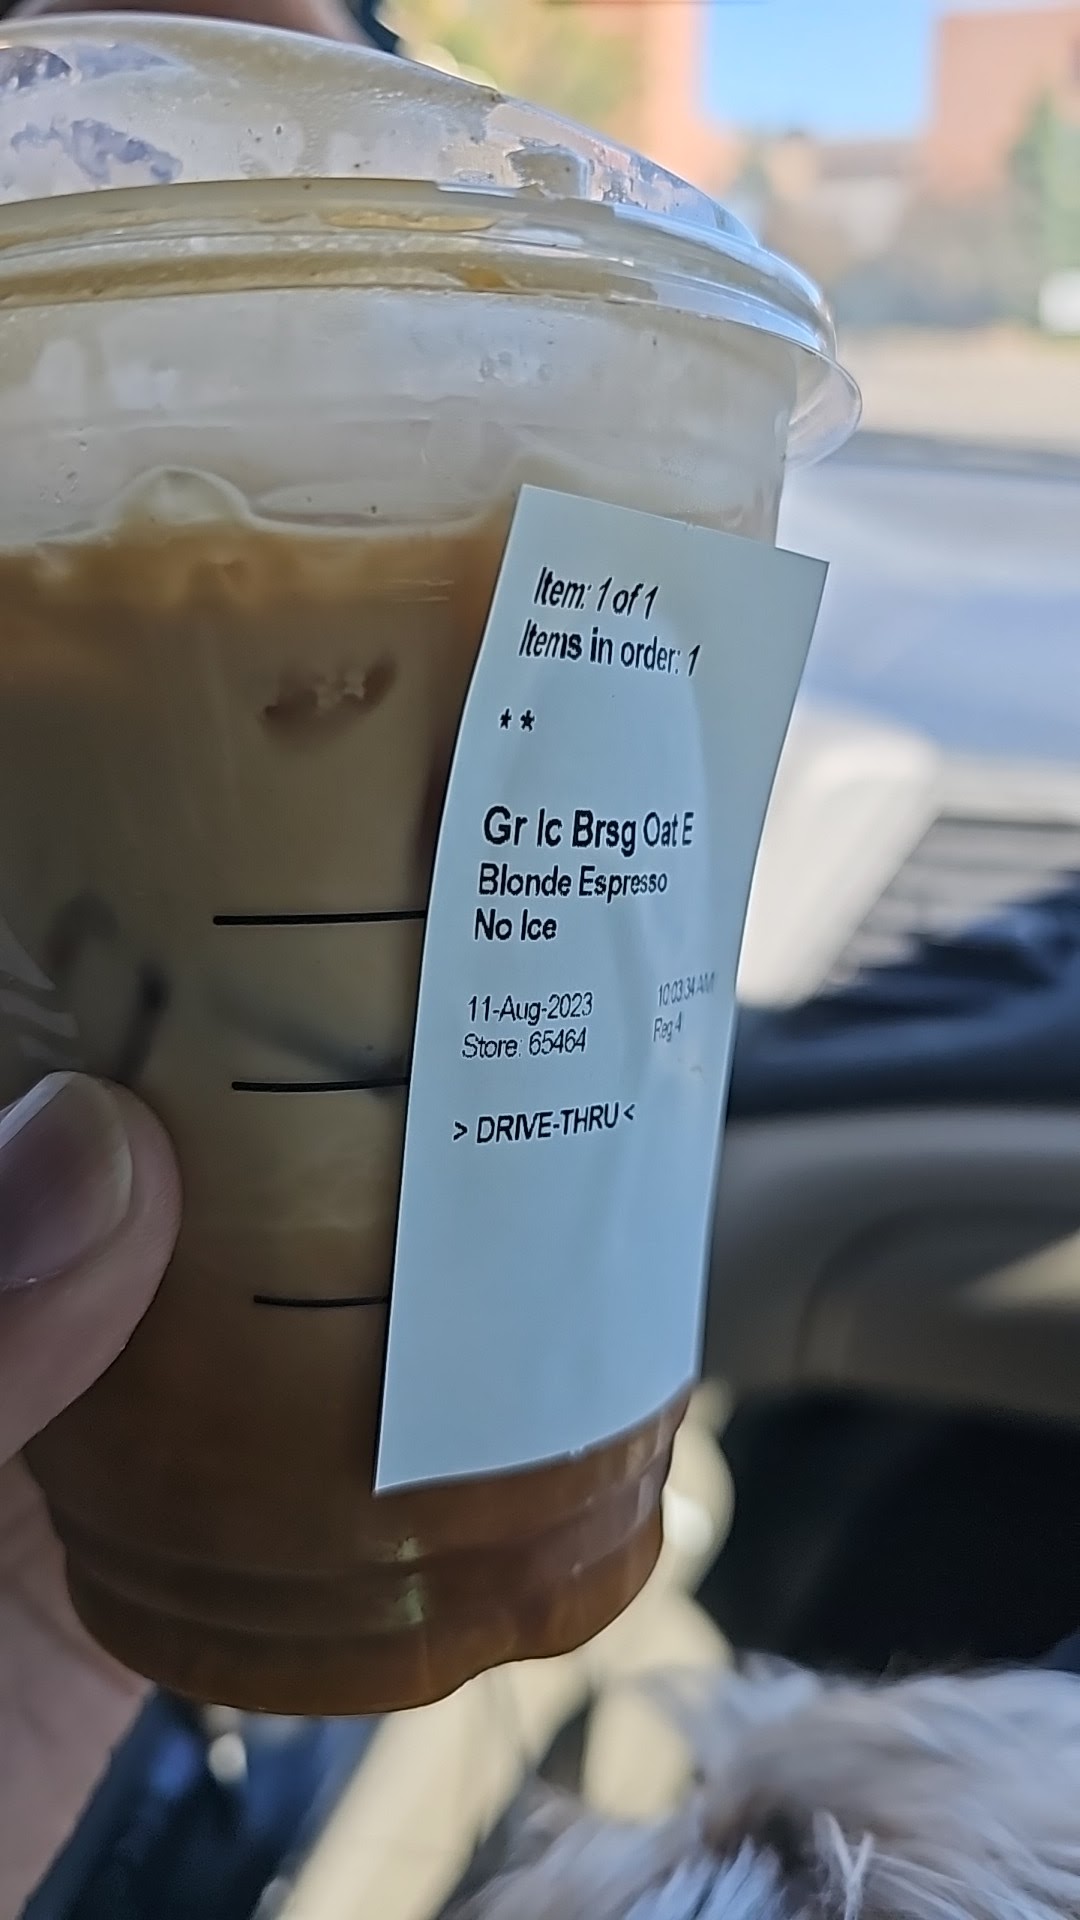 Item: 1 of 1
Items in order: 1
* *
Gr Ic Brsg Oat E
Blonde Espresso
No Ice
11-Aug-2023 10:03:34 AM
Store: 65464 Reg 4
> DRIVE-THRU <